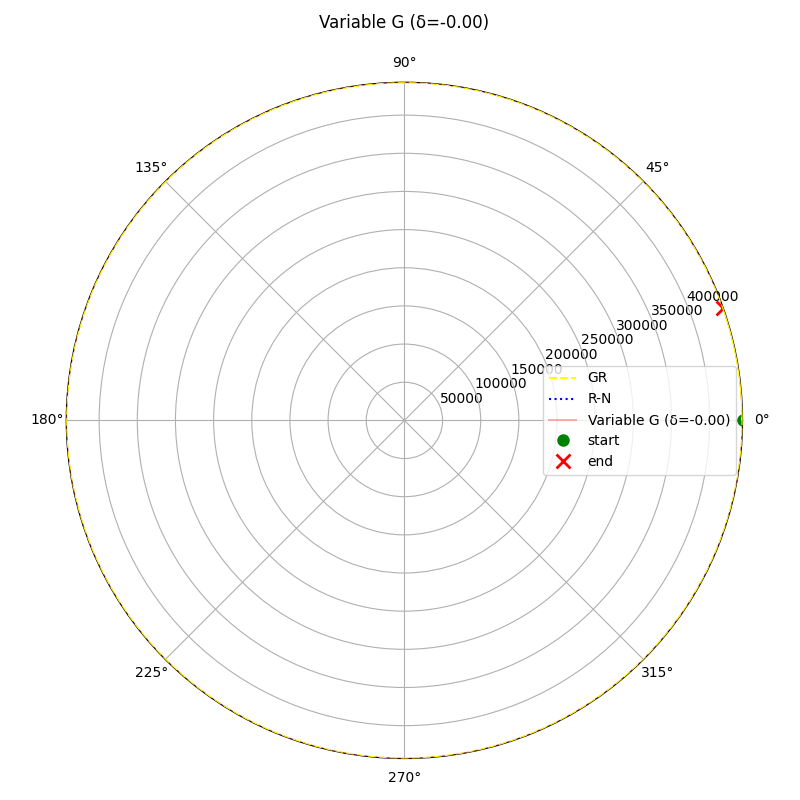 Variable G (δ=-0.00)
90°
135°
45°
400000
350000
300000
250000
200000
150000
100000
50000
180°
0°
GR
R-N
Variable G (δ=-0.00)
start
end
225°
315°
270°